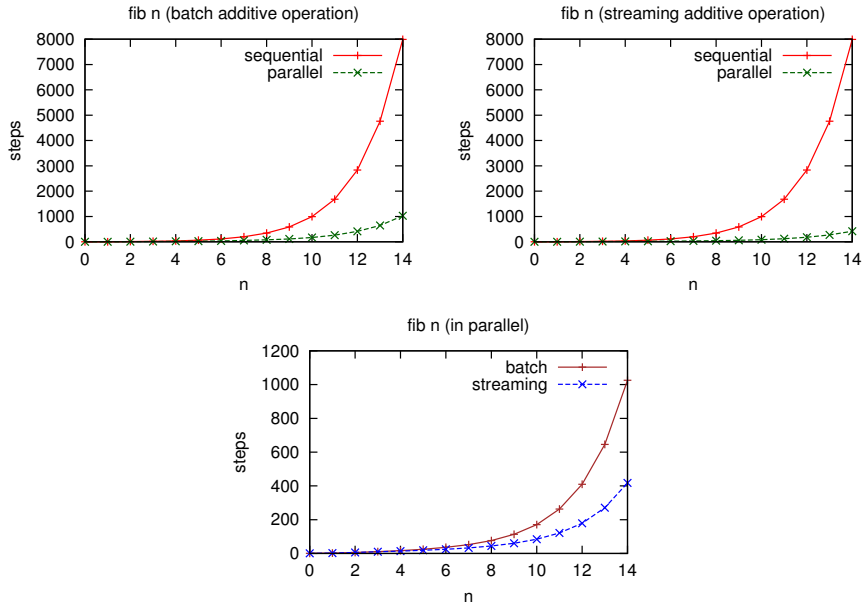 fib n (batch additive operation)
8000
7000
6000
5000
4000
3000
2000
1000
0
steps
sequential
parallel
0 2 4 6 8 10 12 14
n
fib n (streaming additive operation)
8000
7000
6000
5000
4000
3000
2000
1000
0
steps
sequential
parallel
0 2 4 6 8 10 12 14
n
fib n (in parallel)
1200
1000
800
600
400
200
0
steps
batch
streaming
0 2 4 6 8 10 12 14
n